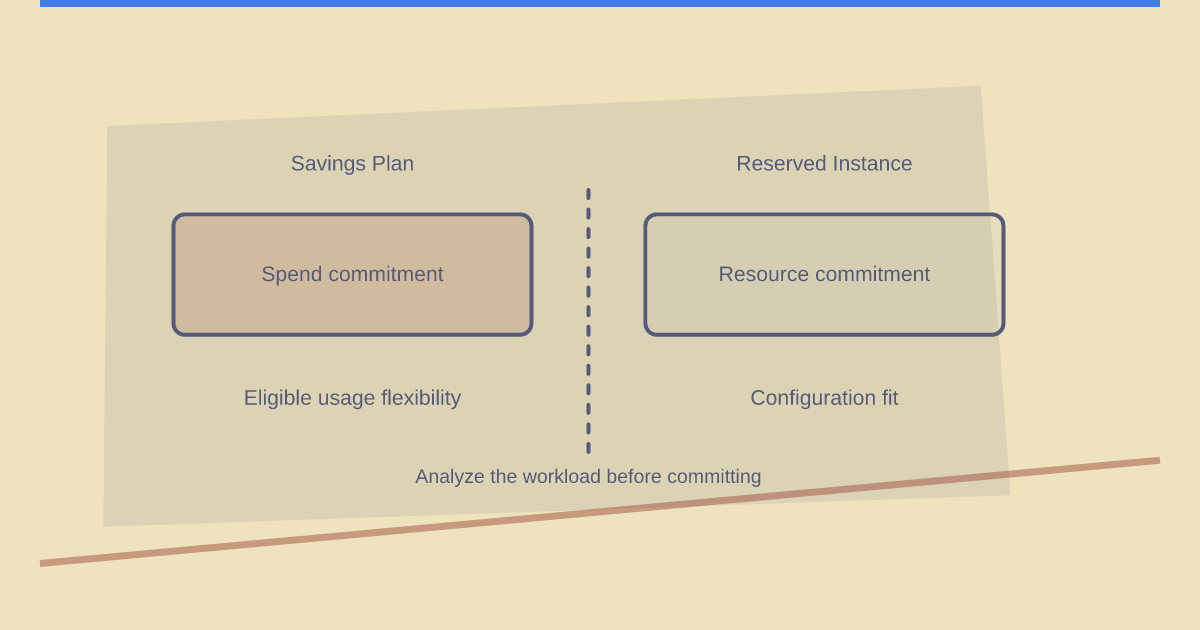 Savings Plan
Reserved Instance
Spend commitment
Resource commitment
Eligible usage flexibility
Configuration fit
Analyze the workload before committing